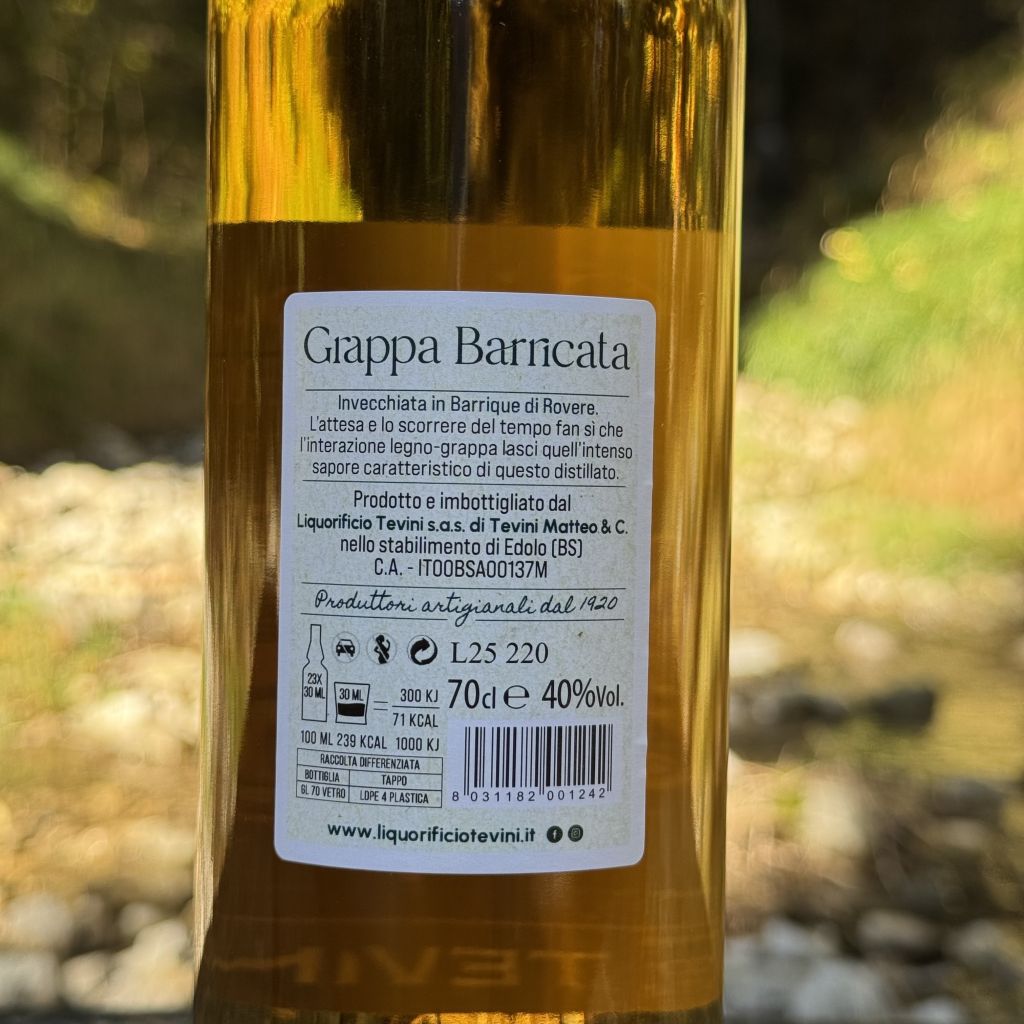 Grappa Barricata
Invecchiata in Barrique di Rovere.
L'attesa e lo scorrere del tempo fan sì che
l'interazione legno-grappa lasci quell'intenso
sapore caratteristico di questo distillato.
Prodotto e imbottigliato dal
Liquorificio Tevini s.a.s. di Tevini Matteo & C.
nello stabilimento di Edolo (BS)
C.A. - IT00BSA00137M
Produttori artigianali dal 1920
L25 220
23X
30 ML
30 ML
=
300 KJ
71 KCAL
70cl e 40%Vol.
100 ML 239 KCAL 1000 KJ
RACCOLTA DIFFERENZIATA
BOTTIGLIA TAPPO
GL 70 VETRO LDPE 4 PLASTICA
8 031182 001242
www.liquorificiotevini.it
TEVINI